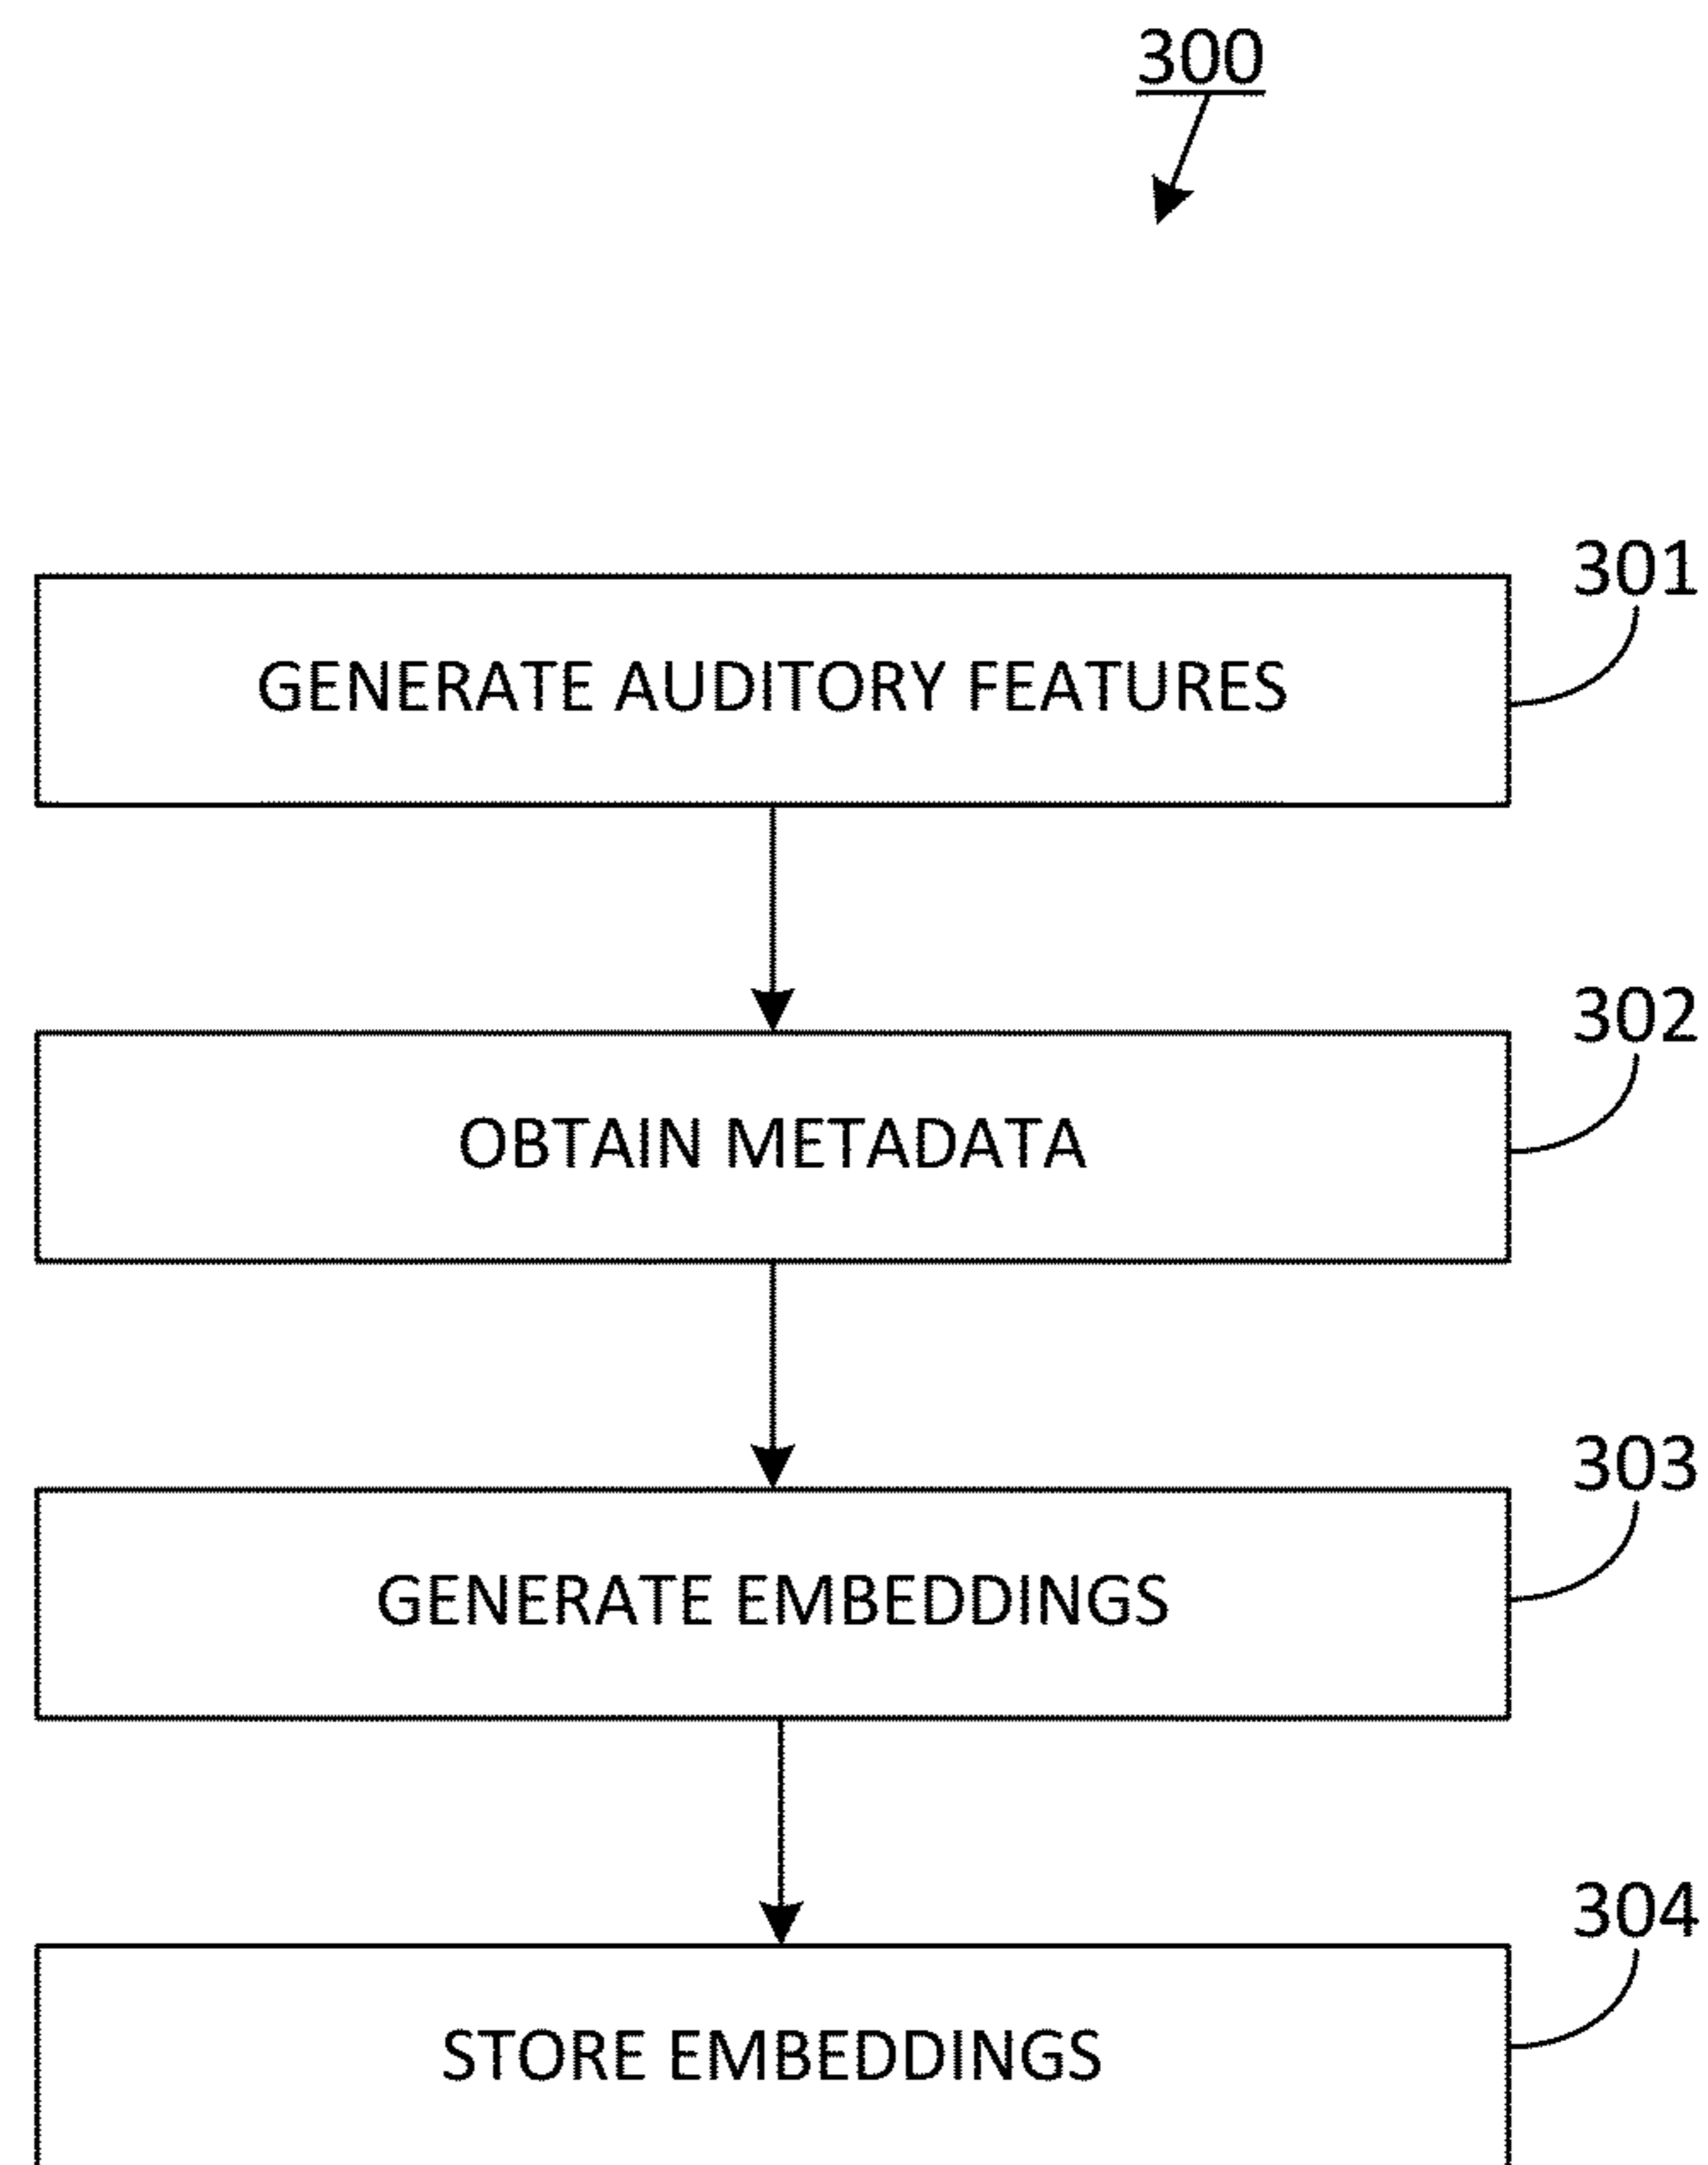 300
301
GENERATE AUDITORY FEATURES
302
OBTAIN METADATA
303
GENERATE EMBEDDINGS
304
STORE EMBEDDINGS